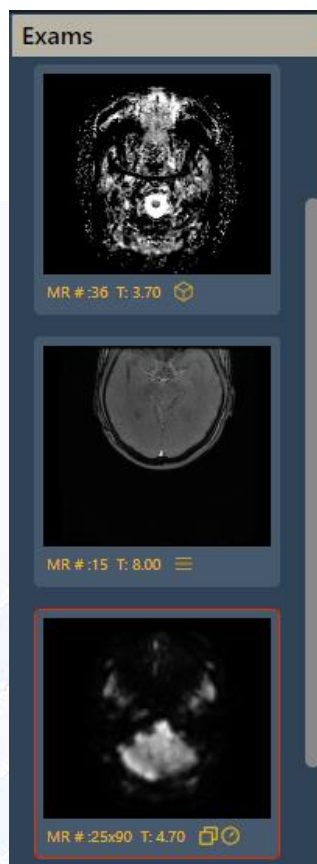 Exams
MR # :36 T: 3.70
MR # :15 T: 8.00
MR # :25x90 T: 4.70